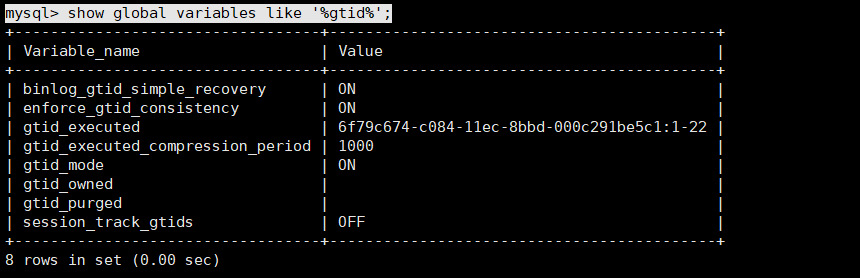 mysql> show global variables like '%gtid%';
+----------------------------------+------------------------------------------+
| Variable_name                    | Value                                    |
+----------------------------------+------------------------------------------+
| binlog_gtid_simple_recovery      | ON                                       |
| enforce_gtid_consistency         | ON                                       |
| gtid_executed                    | 6f79c674-c084-11ec-8bbd-000c291be5c1:1-22 |
| gtid_executed_compression_period | 1000                                     |
| gtid_mode                        | ON                                       |
| gtid_owned                       |                                          |
| gtid_purged                      |                                          |
| session_track_gtids              | OFF                                      |
+----------------------------------+------------------------------------------+
8 rows in set (0.00 sec)